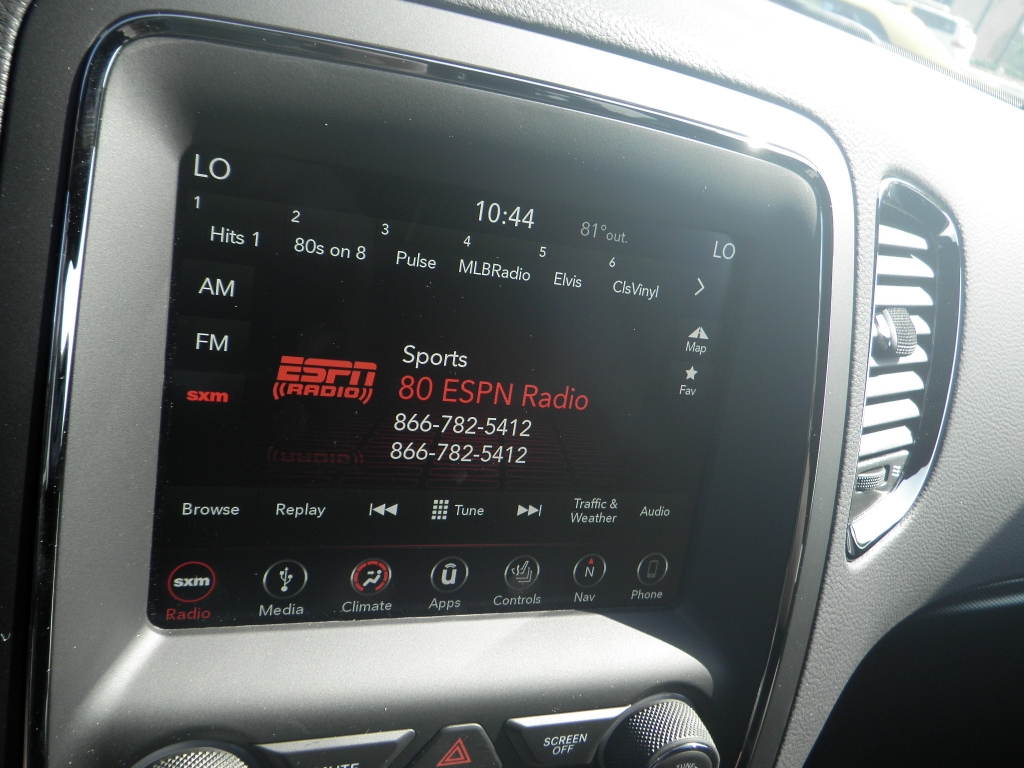 LO
10:44
81° out.
LO
1
2
3
4
5
6
Hits 1
80s on 8
Pulse
MLBRadio
Elvis
ClsVinyl
AM
FM
sxm
Map
Fav
ESPN
RADIO
Sports
80 ESPN Radio
866-782-5412
866-782-5412
Browse
Replay
Tune
Traffic &
Weather
Audio
sxm
Radio
Media
Climate
u
Apps
Controls
N
Nav
Phone
MUTE
SCREEN
OFF
TUNE